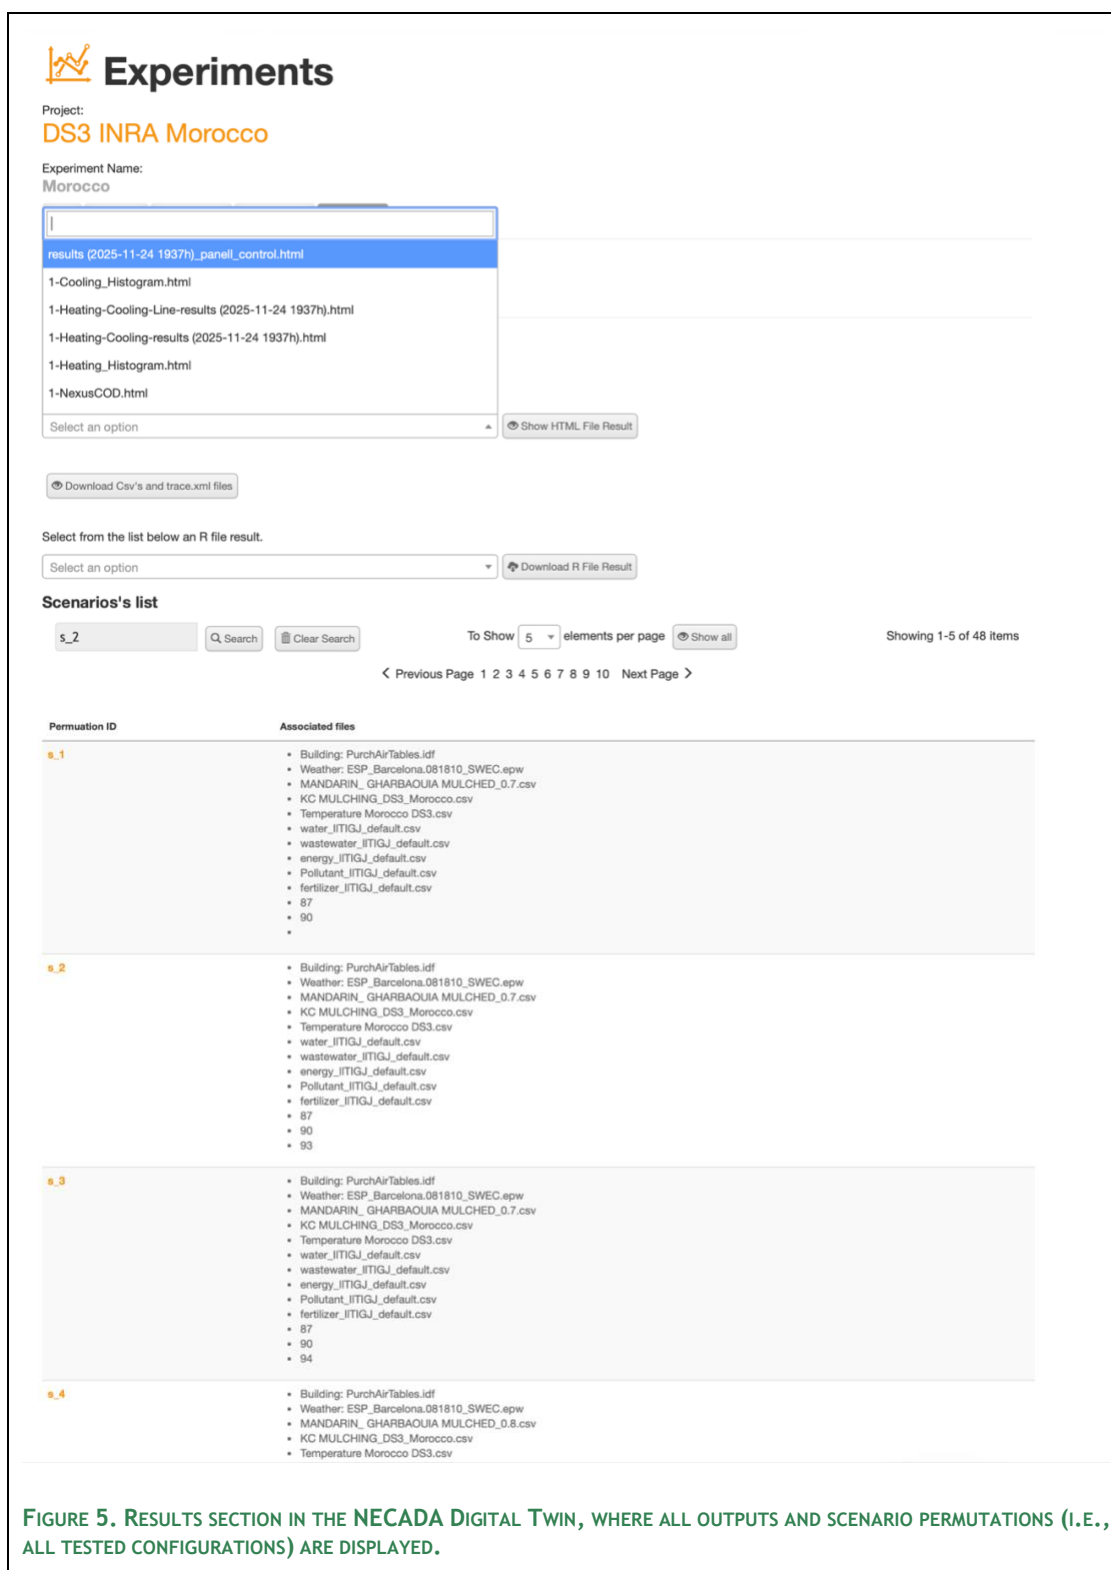 Experiments
Project:
DS3 INRA Morocco
Experiment Name:
Morocco
results (2025-11-24 1937h)_panell_control.html
1-Cooling_Histogram.html
1-Heating-Cooling-Line-results (2025-11-24 1937h).html
1-Heating-Cooling-results (2025-11-24 1937h).html
1-Heating_Histogram.html
1-NexusCOD.html
Select an option Show HTML File Result
Download Csv's and trace.xml files
Select from the list below an R file result.
Select an option Download R File Result
Scenarios's list
s_2 Search Clear Search To Show 5 elements per page Show all Showing 1-5 of 48 items
Previous Page 1 2 3 4 5 6 7 8 9 10 Next Page
Permuation ID Associated files
s_1 • Building: PurchAirTables.idf
• Weather: ESP_Barcelona.081810_SWEC.epw
• MANDARIN_ GHARBAOUIA MULCHED_0.7.csv
• KC MULCHING_DS3_Morocco.csv
• Temperature Morocco DS3.csv
• water_IITIGJ_default.csv
• wastewater_IITIGJ_default.csv
• energy_IITIGJ_default.csv
• Pollutant_IITIGJ_default.csv
• fertilizer_IITIGJ_default.csv
• 87
• 90
•
s_2 • Building: PurchAirTables.idf
• Weather: ESP_Barcelona.081810_SWEC.epw
• MANDARIN_ GHARBAOUIA MULCHED_0.7.csv
• KC MULCHING_DS3_Morocco.csv
• Temperature Morocco DS3.csv
• water_IITIGJ_default.csv
• wastewater_IITIGJ_default.csv
• energy_IITIGJ_default.csv
• Pollutant_IITIGJ_default.csv
• fertilizer_IITIGJ_default.csv
• 87
• 90
• 93
s_3 • Building: PurchAirTables.idf
• Weather: ESP_Barcelona.081810_SWEC.epw
• MANDARIN_ GHARBAOUIA MULCHED_0.7.csv
• KC MULCHING_DS3_Morocco.csv
• Temperature Morocco DS3.csv
• water_IITIGJ_default.csv
• wastewater_IITIGJ_default.csv
• energy_IITIGJ_default.csv
• Pollutant_IITIGJ_default.csv
• fertilizer_IITIGJ_default.csv
• 87
• 90
• 94
s_4 • Building: PurchAirTables.idf
• Weather: ESP_Barcelona.081810_SWEC.epw
• MANDARIN_ GHARBAOUIA MULCHED_0.8.csv
• KC MULCHING_DS3_Morocco.csv
• Temperature Morocco DS3.csv
FIGURE 5. RESULTS SECTION IN THE NECADA DIGITAL TWIN, WHERE ALL OUTPUTS AND SCENARIO PERMUTATIONS (I.E.,
ALL TESTED CONFIGURATIONS) ARE DISPLAYED.